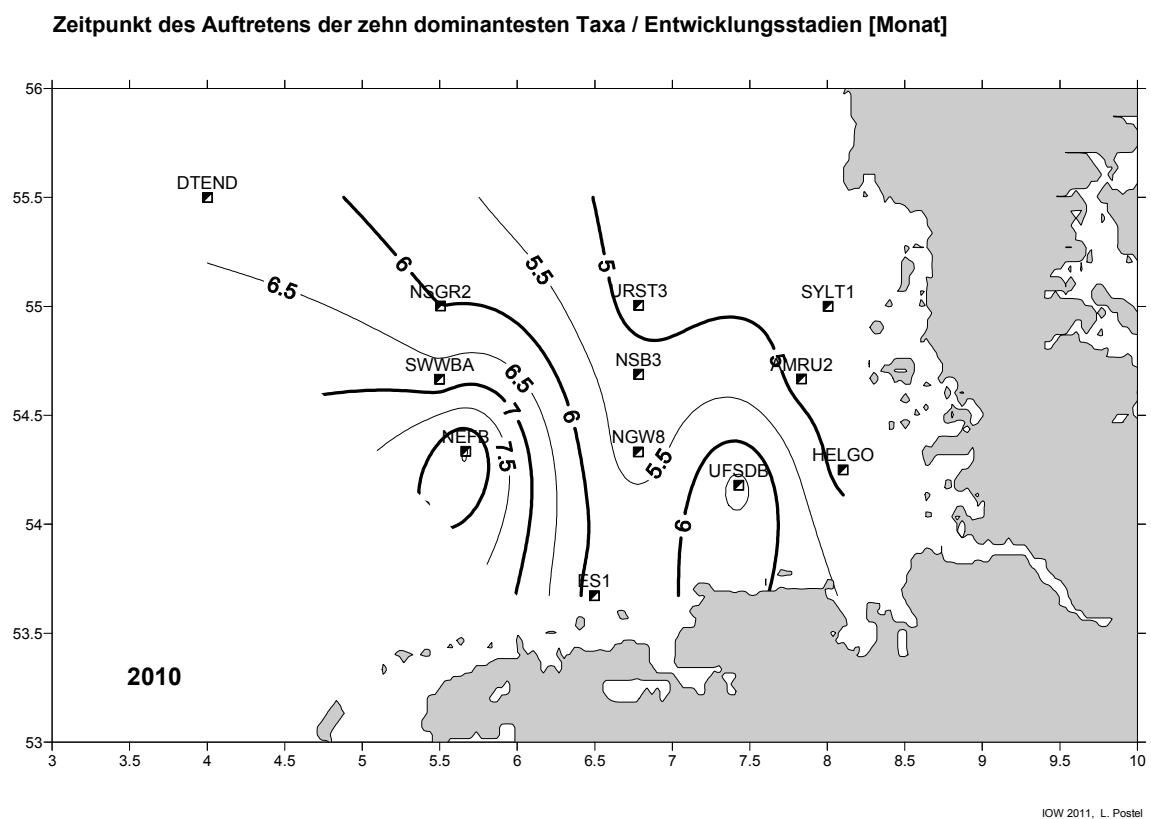 Zeitpunkt des Auftretens der zehn dominantesten Taxa / Entwicklungsstadien [Monat]
56
DTEND
55.5
6
5.5
5
6.5
NSGR2
URST3
SYLT1
55
SWWBA
NSB3
5
AMRU2
6.5
7
6
54.5
NEFB
NGW8
7.5
5.5
HELGO
UFSDB
6
54
ES1
53.5
2010
53
3 3.5 4 4.5 5 5.5 6 6.5 7 7.5 8 8.5 9 9.5 10
IOW 2011, L. Postel